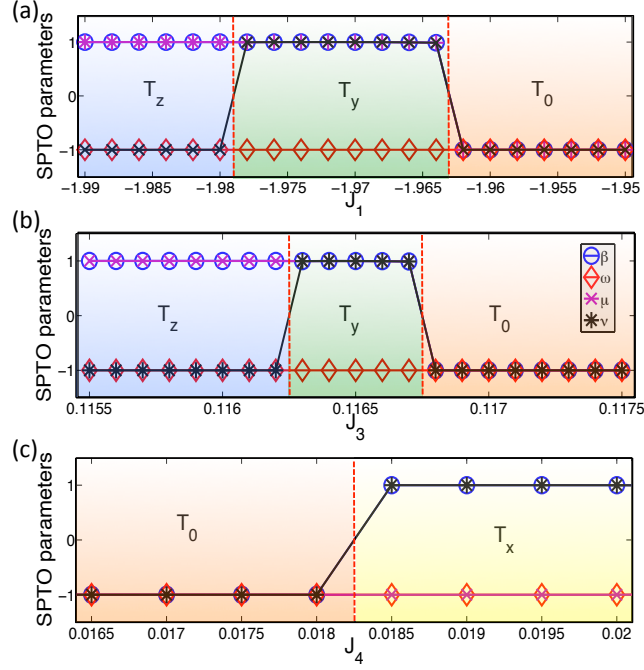 (a)
SPTO parameters
1
0
−1
T_z
T_y
T_0
−1.99
−1.985
−1.98
−1.975
−1.97
−1.965
−1.96
−1.955
−1.95
J_1
(b)
SPTO parameters
1
0
−1
T_z
T_y
T_0
β
ω
μ
ν
0.1155
0.116
0.1165
0.117
0.1175
J_3
(c)
SPTO parameters
1
0
−1
T_0
T_x
0.0165
0.017
0.0175
0.018
0.0185
0.019
0.0195
0.02
J_4